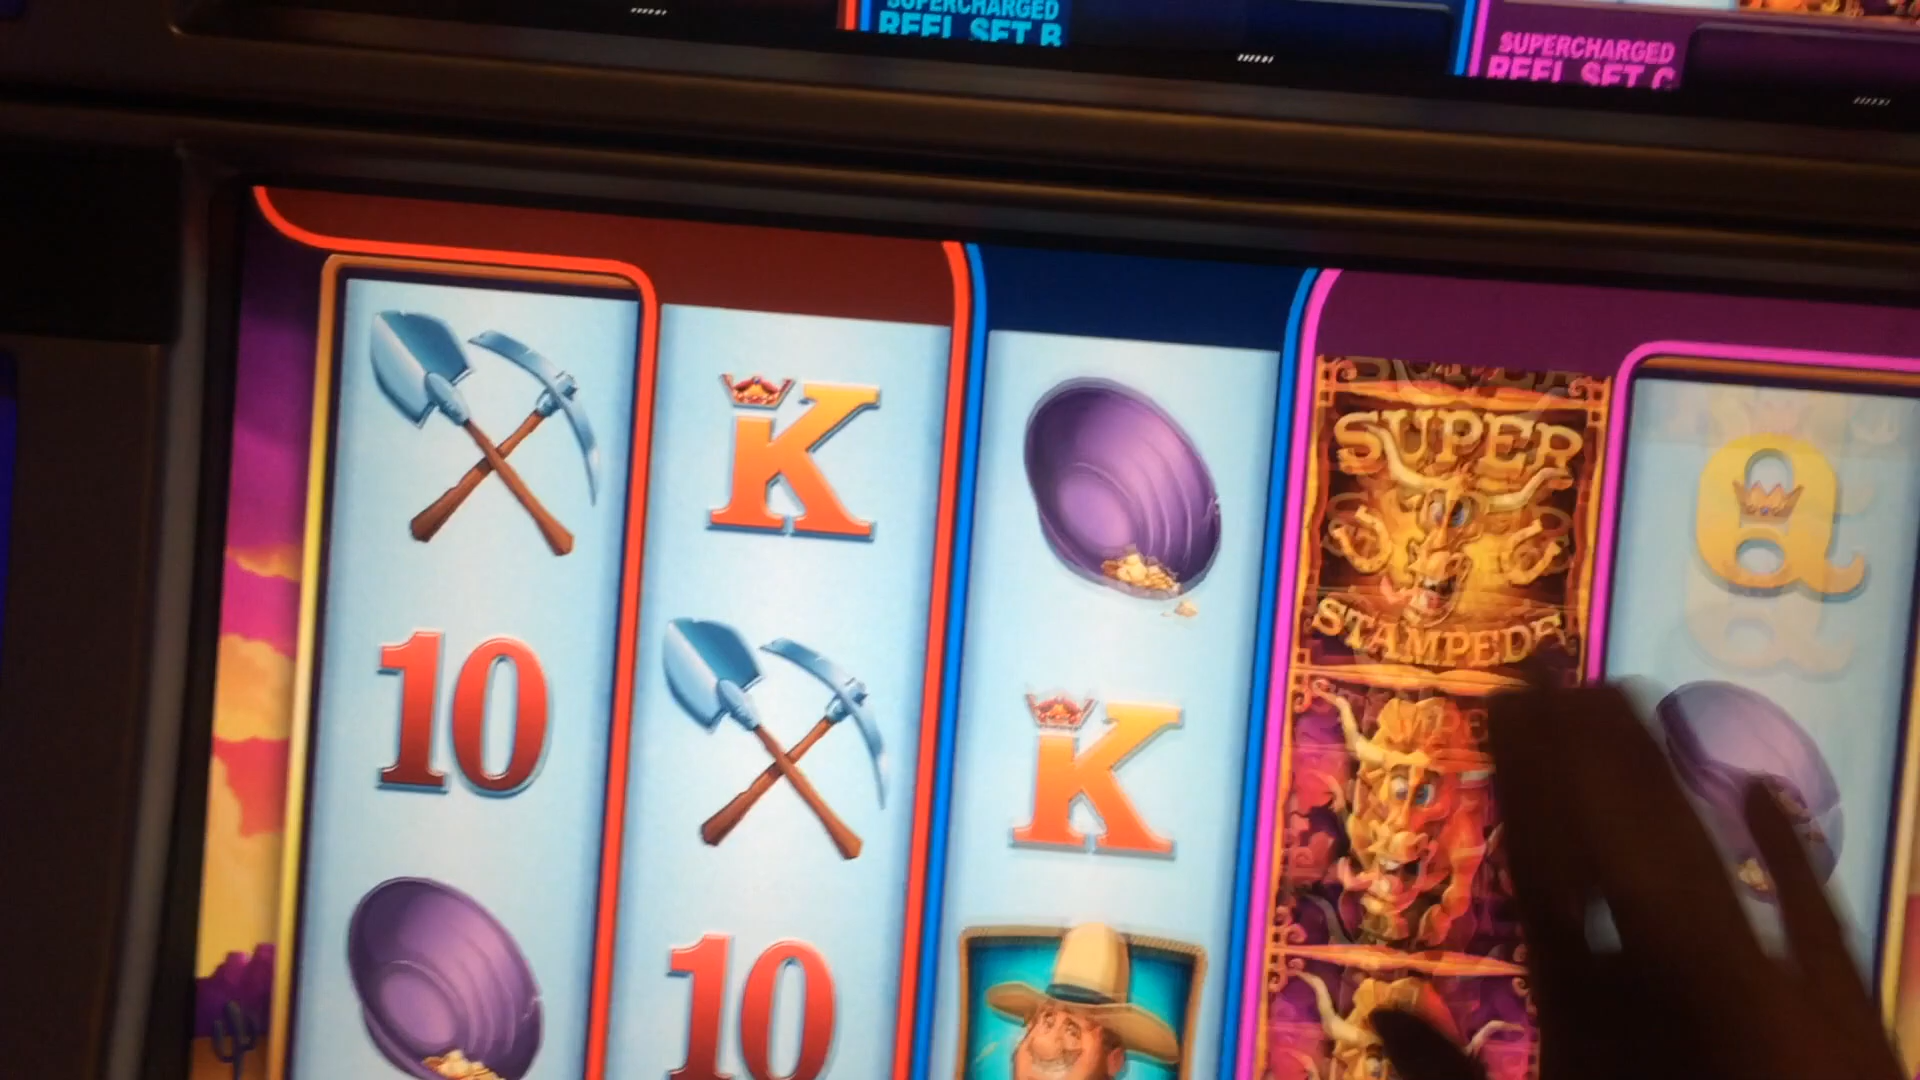 SUPERCHARGED
REEL SET B
SUPERCHARGED
REEL SET C
K
SUPER
STAMPEDE
Q
10
K
10